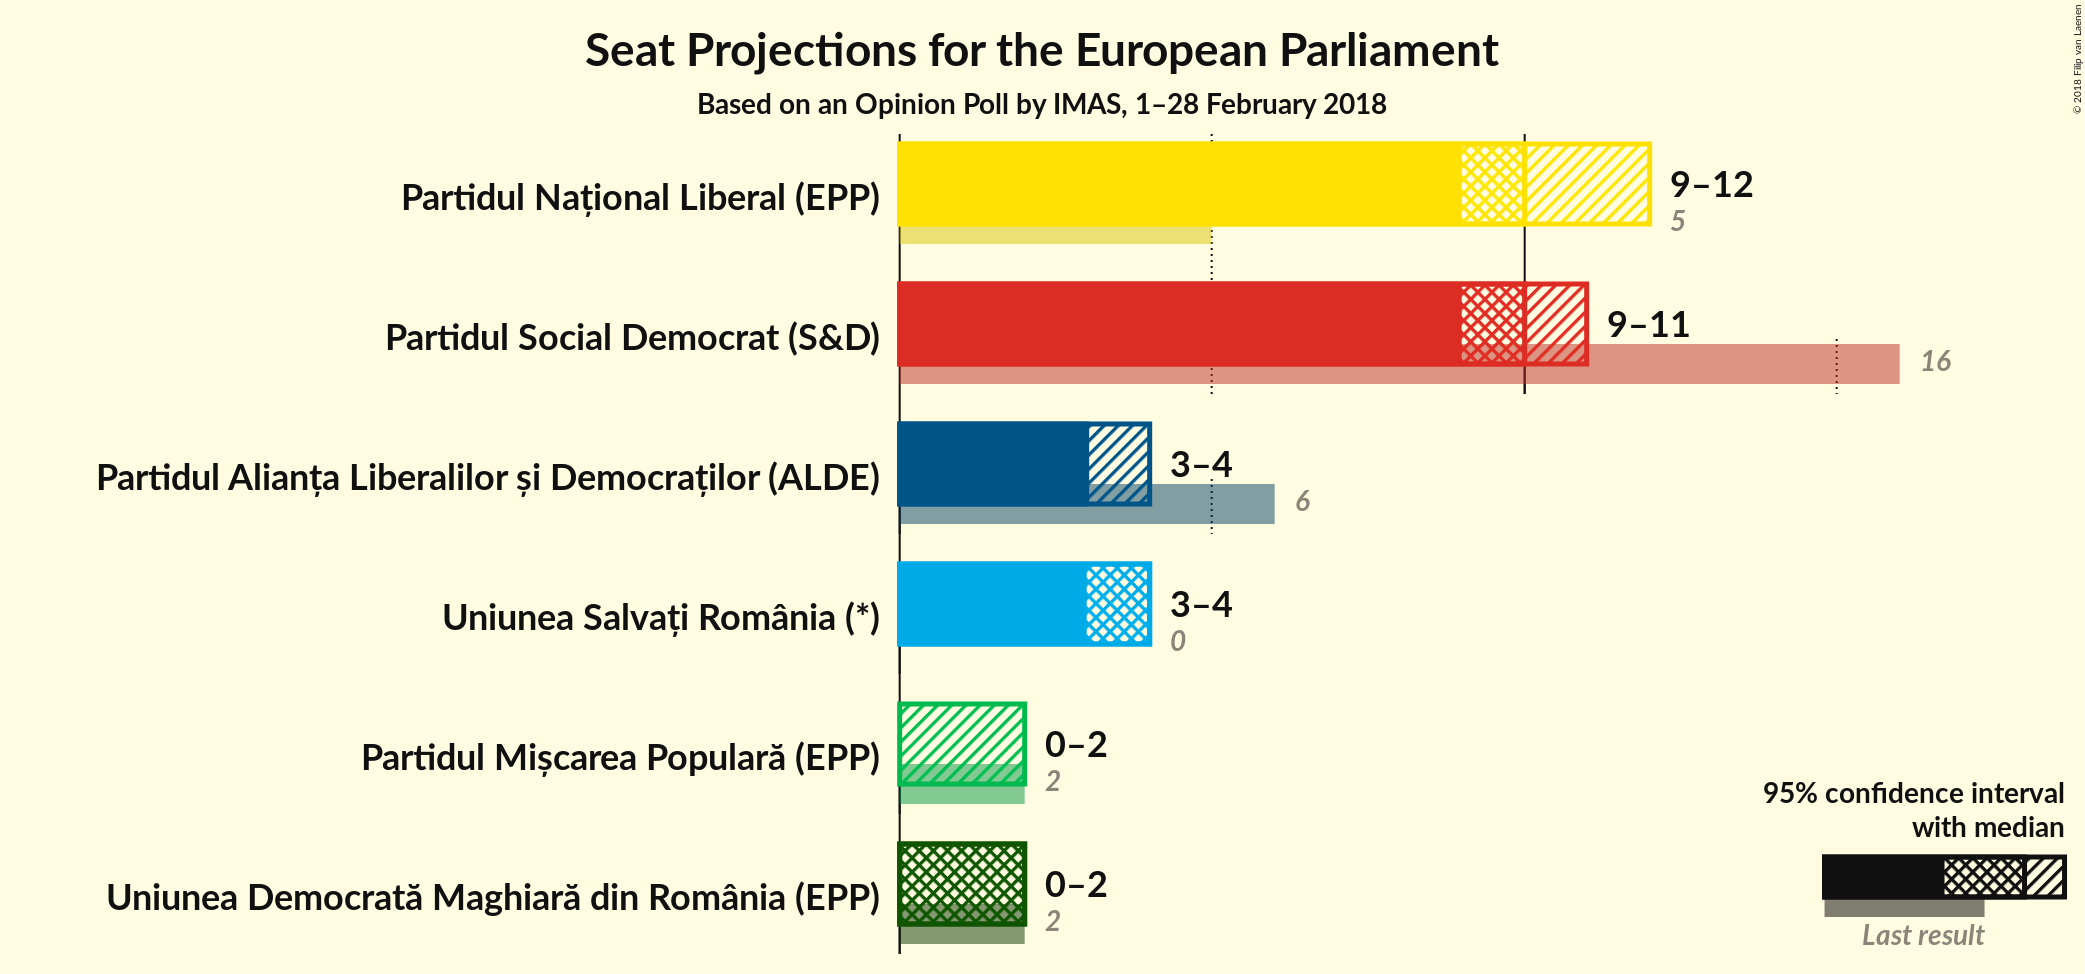 Seat Projections for the European Parliament
Based on an Opinion Poll by IMAS, 1–28 February 2018
© 2018 Filip van Laenen
Partidul Național Liberal (EPP)
9–12
5
Partidul Social Democrat (S&D)
9–11
16
Partidul Alianța Liberalilor și Democraților (ALDE)
3–4
6
Uniunea Salvați România (*)
3–4
0
Partidul Mișcarea Populară (EPP)
0–2
2
Uniunea Democrată Maghiară din România (EPP)
0–2
2
95% confidence interval
with median
Last result